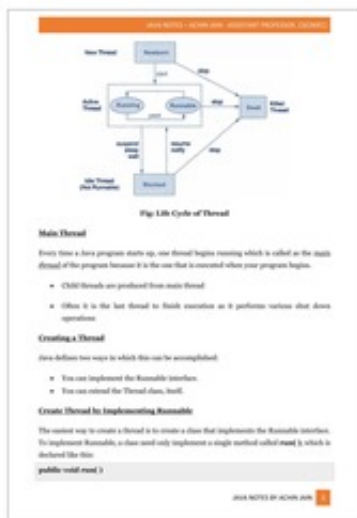 JAVA NOTES – ACHIN JAIN - ASSISTANT PROFESSOR, CSE(NIEC)
New Thread
Newborn
start
stop
Active
Thread
Running
Runnable
yield
stop
Dead
Killed
Thread
suspend
sleep
wait
resume
notify
stop
Idle Thread
(Not Runnable)
Blocked
Fig: Life Cycle of Thread
Main Thread
Every time a Java program starts up, one thread begins running which is called as the main
thread of the program because it is the one that is executed when your program begins.
• Child threads are produced from main thread
• Often it is the last thread to finish execution as it performs various shut down
operations
Creating a Thread
Java defines two ways in which this can be accomplished:
• You can implement the Runnable interface.
• You can extend the Thread class, itself.
Create Thread by Implementing Runnable
The easiest way to create a thread is to create a class that implements the Runnable interface.
To implement Runnable, a class need only implement a single method called run( ), which is
declared like this:
public void run( )
JAVA NOTES BY ACHIN JAIN